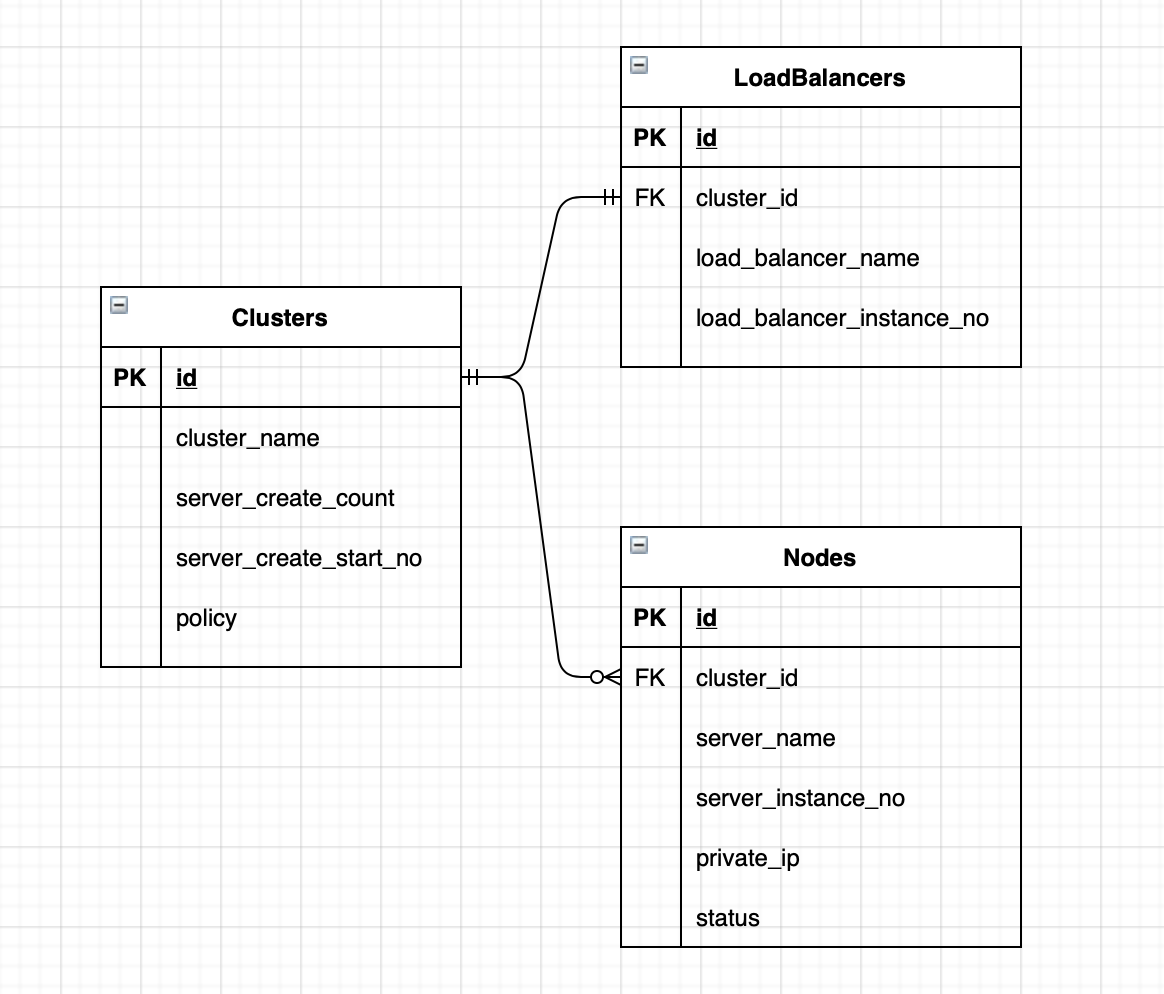 LoadBalancers
PK id
FK cluster_id
load_balancer_name
load_balancer_instance_no
Clusters
PK id
cluster_name
server_create_count
server_create_start_no
policy
Nodes
PK id
FK cluster_id
server_name
server_instance_no
private_ip
status